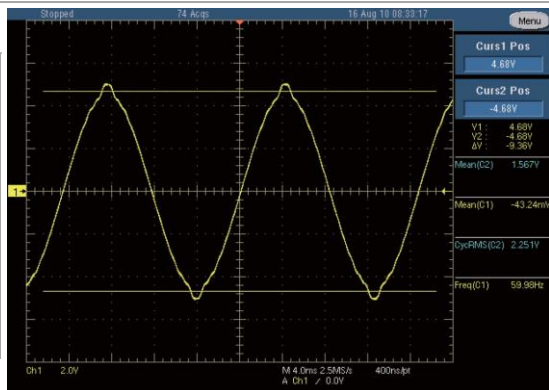 Stopped 74 Acqs 16 Aug 10 08:33:17
Menu
Curs1 Pos
4.68V
Curs2 Pos
-4.68V
V1 : 4.68V
V2 : -4.68V
ΔV : -9.36V
Mean(C2) 1.567V
1
Mean(C1) -43.24mV
CycRMS(C2) 2.251V
Freq(C1) 59.98Hz
Ch1 2.0V M 4.0ms 2.5MS/s 400ns/pt
A Ch1 / 0.0V